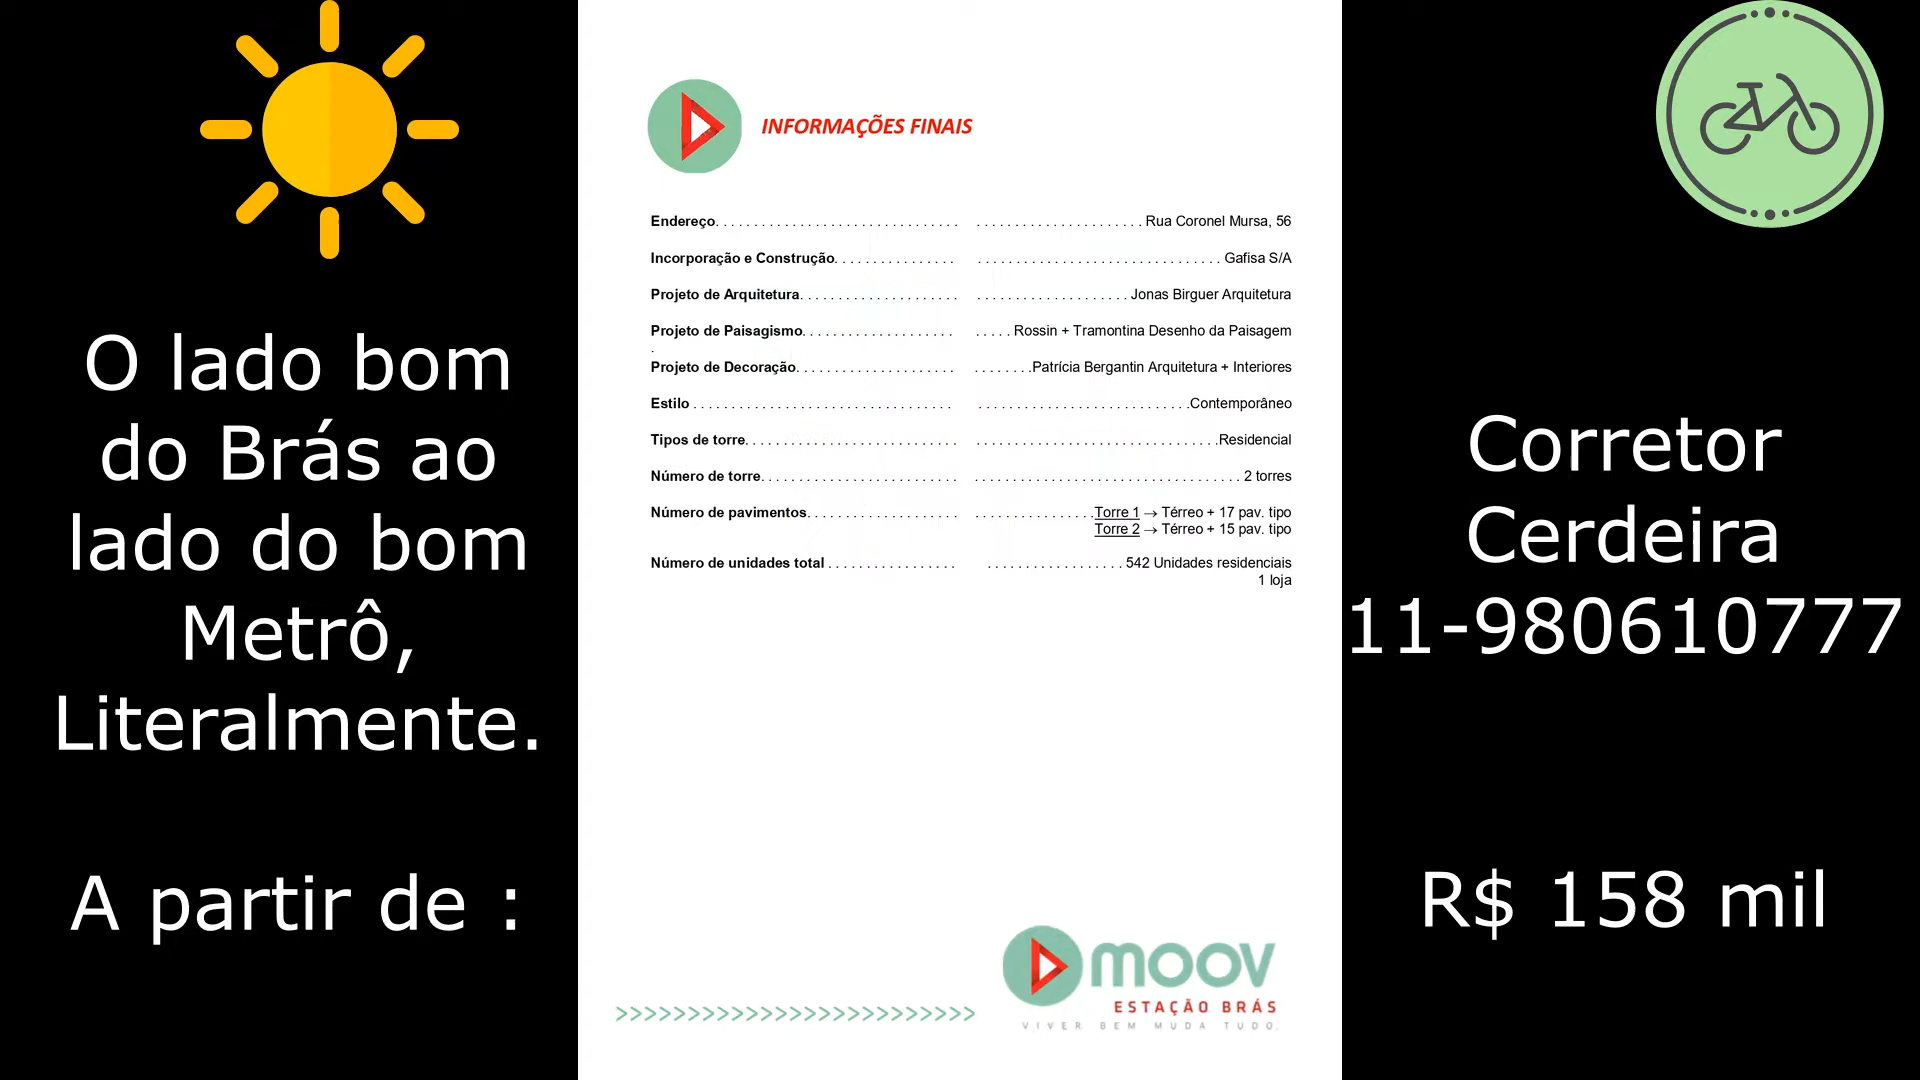 O lado bom
do Brás ao
lado do bom
Metrô,
Literalmente.
A partir de :
INFORMAÇÕES FINAIS
Endereço. . . . . . . . . . . . . . . . . . . . . . . . . . . . . . . . . . . . . . . . . . . . . . . . . . . . . Rua Coronel Mursa, 56
Incorporação e Construção. . . . . . . . . . . . . . . . . . . . . . . . . . . . . . . . . . . . . . . . . . . . . . . . Gafisa S/A
Projeto de Arquitetura. . . . . . . . . . . . . . . . . . . . . . . . . . . . . . . . . . . . . . . . Jonas Birguer Arquitetura
Projeto de Paisagismo. . . . . . . . . . . . . . . . . . . . . . . . . Rossin + Tramontina Desenho da Paisagem
.
Projeto de Decoração. . . . . . . . . . . . . . . . . . . . . . . . . . . . .Patrícia Bergantin Arquitetura + Interiores
Estilo . . . . . . . . . . . . . . . . . . . . . . . . . . . . . . . . . . . . . . . . . . . . . . . . . . . . . . . . . . . . . .Contemporâneo
Tipos de torre. . . . . . . . . . . . . . . . . . . . . . . . . . . . . . . . . . . . . . . . . . . . . . . . . . . . . . . . . . . .Residencial
Número de torre. . . . . . . . . . . . . . . . . . . . . . . . . . . . . . . . . . . . . . . . . . . . . . . . . . . . . . . . . . . . . 2 torres
Número de pavimentos. . . . . . . . . . . . . . . . . . . . . . . . . . . . . . . . . . . .Torre 1 → Térreo + 17 pav. tipo
Torre 2 → Térreo + 15 pav. tipo
Número de unidades total . . . . . . . . . . . . . . . . . . . . . . . . . . . . . . . . . . . 542 Unidades residenciais
1 loja
>>>>>>>>>>>>>>>>>>>>>>>>
moov
ESTAÇÃO BRÁS
VIVER BEM MUDA TUDO.
Corretor
Cerdeira
11-980610777
R$ 158 mil